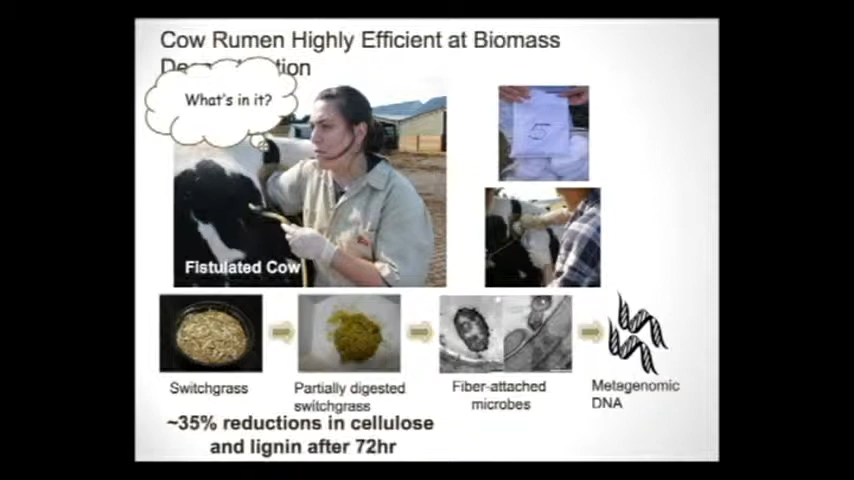 Cow Rumen Highly Efficient at Biomass
What's in it?
Fistulated Cow
Switchgrass
Partially digested
switchgrass
Fiber-attached
microbes
Metagenomic
DNA
~35% reductions in cellulose
and lignin after 72hr